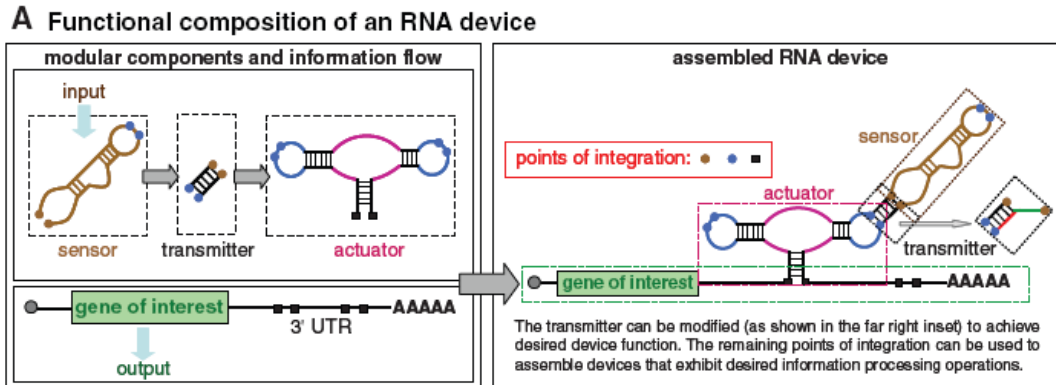 A Functional composition of an RNA device
modular components and information flow
input
sensor
transmitter
actuator
gene of interest
AAAAA
3' UTR
output
assembled RNA device
sensor
points of integration:
actuator
transmitter
gene of interest
AAAAA
The transmitter can be modified (as shown in the far right inset) to achieve
desired device function. The remaining points of integration can be used to
assemble devices that exhibit desired information processing operations.